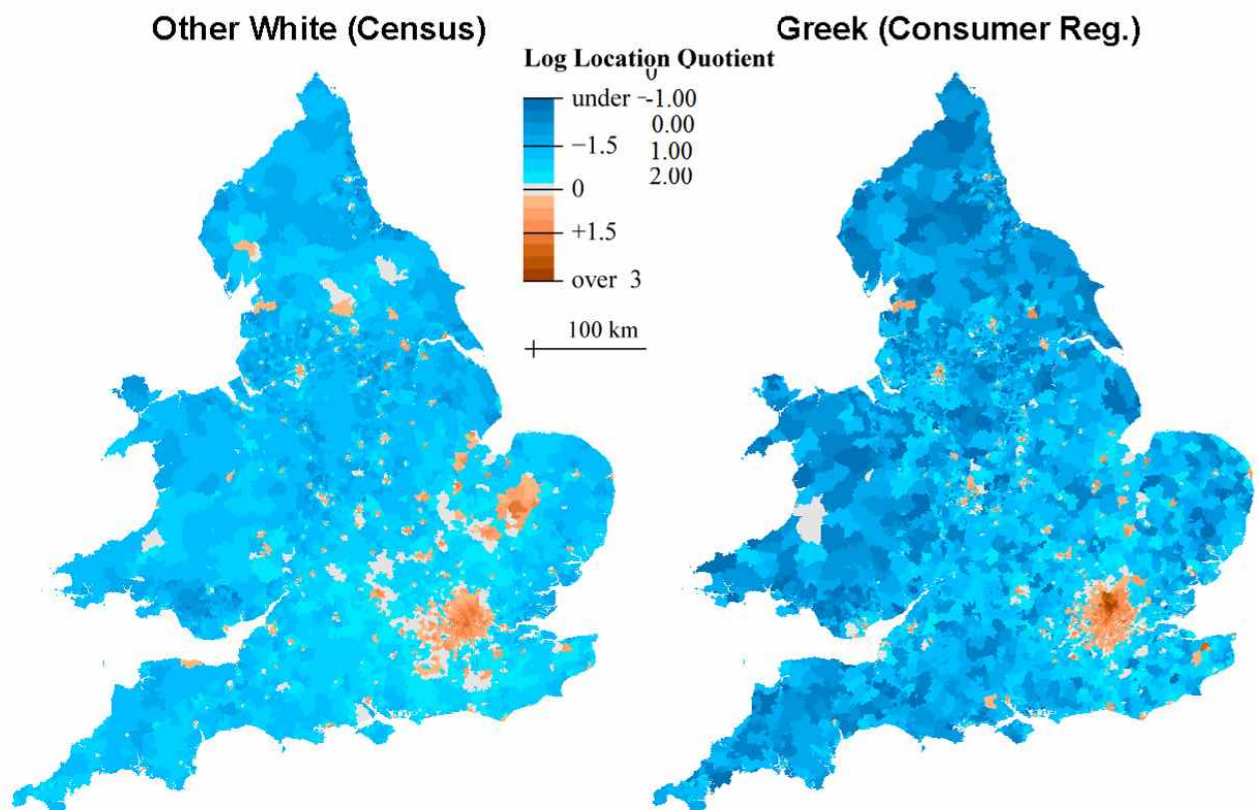 Other White (Census)
Greek (Consumer Reg.)
Log Location Quotient
0
under -1.00
−1.5 0.00
1.00
0 2.00
+1.5
over 3
100 km